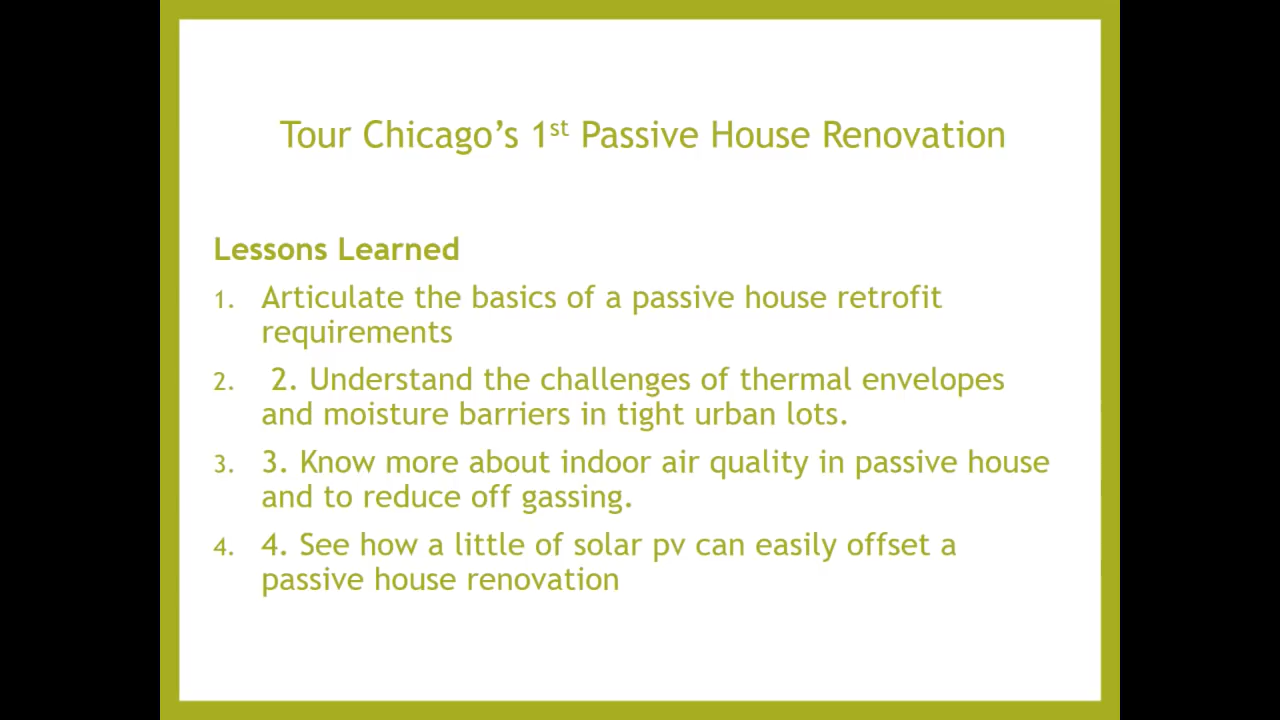 Tour Chicago’s 1st Passive House Renovation
Lessons Learned
1. Articulate the basics of a passive house retrofit
requirements
2. 2. Understand the challenges of thermal envelopes
and moisture barriers in tight urban lots.
3. 3. Know more about indoor air quality in passive house
and to reduce off gassing.
4. 4. See how a little of solar pv can easily offset a
passive house renovation